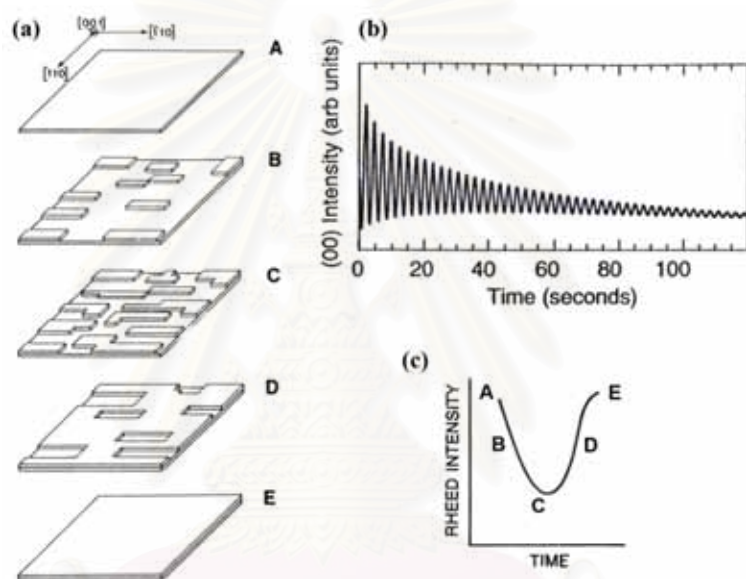 (a)
[001]
[1̄10]
[110]
A
B
C
D
E
(b)
(00) Intensity (arb units)
0 20 40 60 80 100
Time (seconds)
(c)
A
B
C
D
E
RHEED INTENSITY
TIME